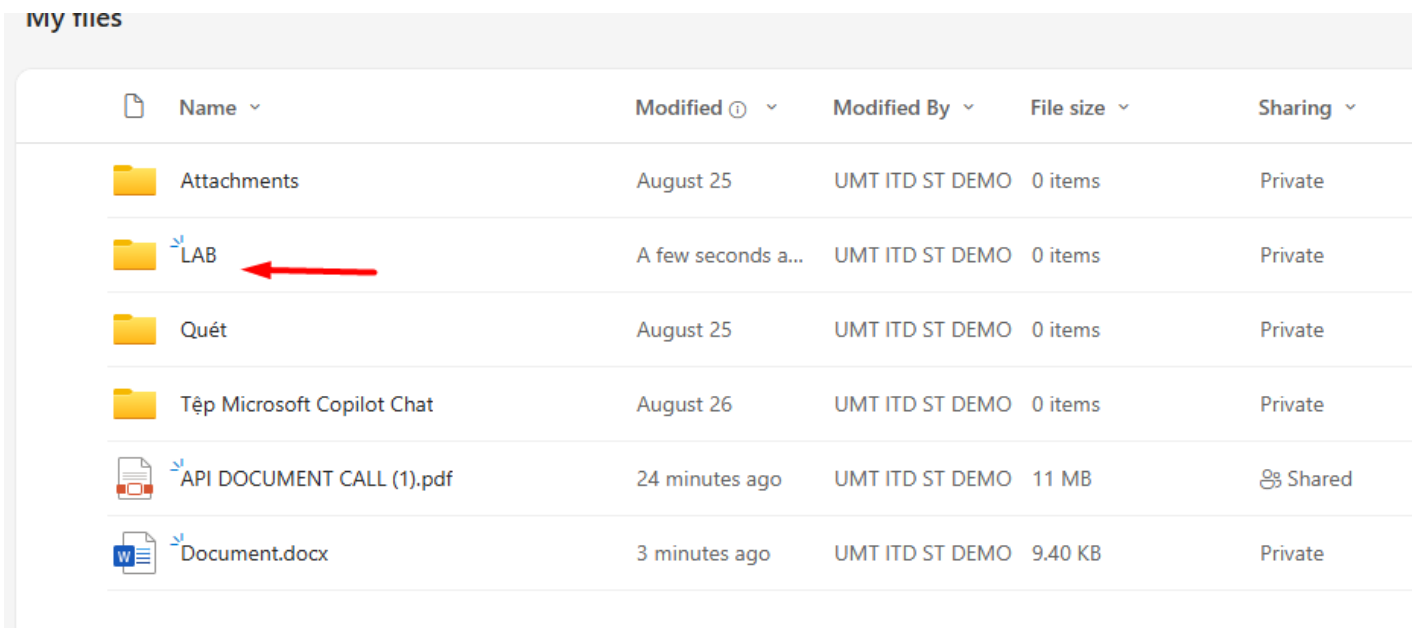 My files
Name Modified Modified By File size Sharing
Attachments August 25 UMT ITD ST DEMO 0 items Private
LAB A few seconds a... UMT ITD ST DEMO 0 items Private
Quét August 25 UMT ITD ST DEMO 0 items Private
Tệp Microsoft Copilot Chat August 26 UMT ITD ST DEMO 0 items Private
API DOCUMENT CALL (1).pdf 24 minutes ago UMT ITD ST DEMO 11 MB Shared
Document.docx 3 minutes ago UMT ITD ST DEMO 9.40 KB Private